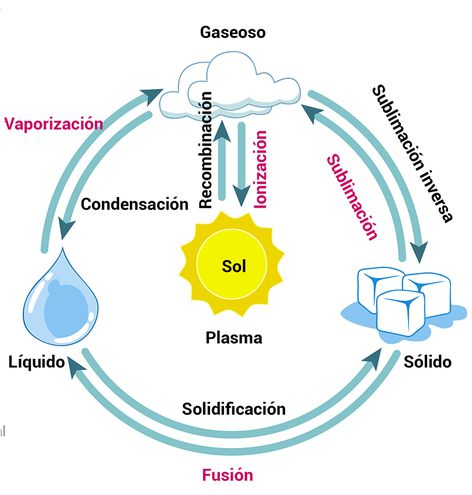 Gaseoso
Vaporización
Condensación
Recombinación
Ionización
Sublimación
Sublimación inversa
Sol
Plasma
Líquido
Sólido
Solidificación
Fusión